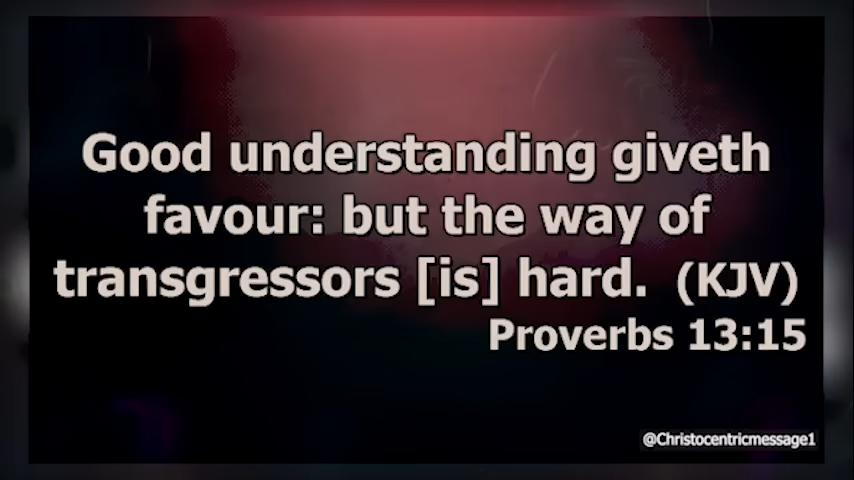 Good understanding giveth
favour: but the way of
transgressors [is] hard. (KJV)
Proverbs 13:15
@Christocentricmessage1